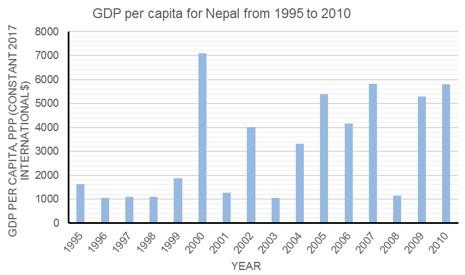 GDP per capita for Nepal from 1995 to 2010
GDP PER CAPITA. PPP (CONSTANT 2017
INTERNATIONAL$)
8000
7000
6000
5000
4000
3000
2000
1000
0
1995 1996 1997 1998 1999 2000 2001 2002 2003 2004 2005 2006 2007 2008 2009 2010
YEAR